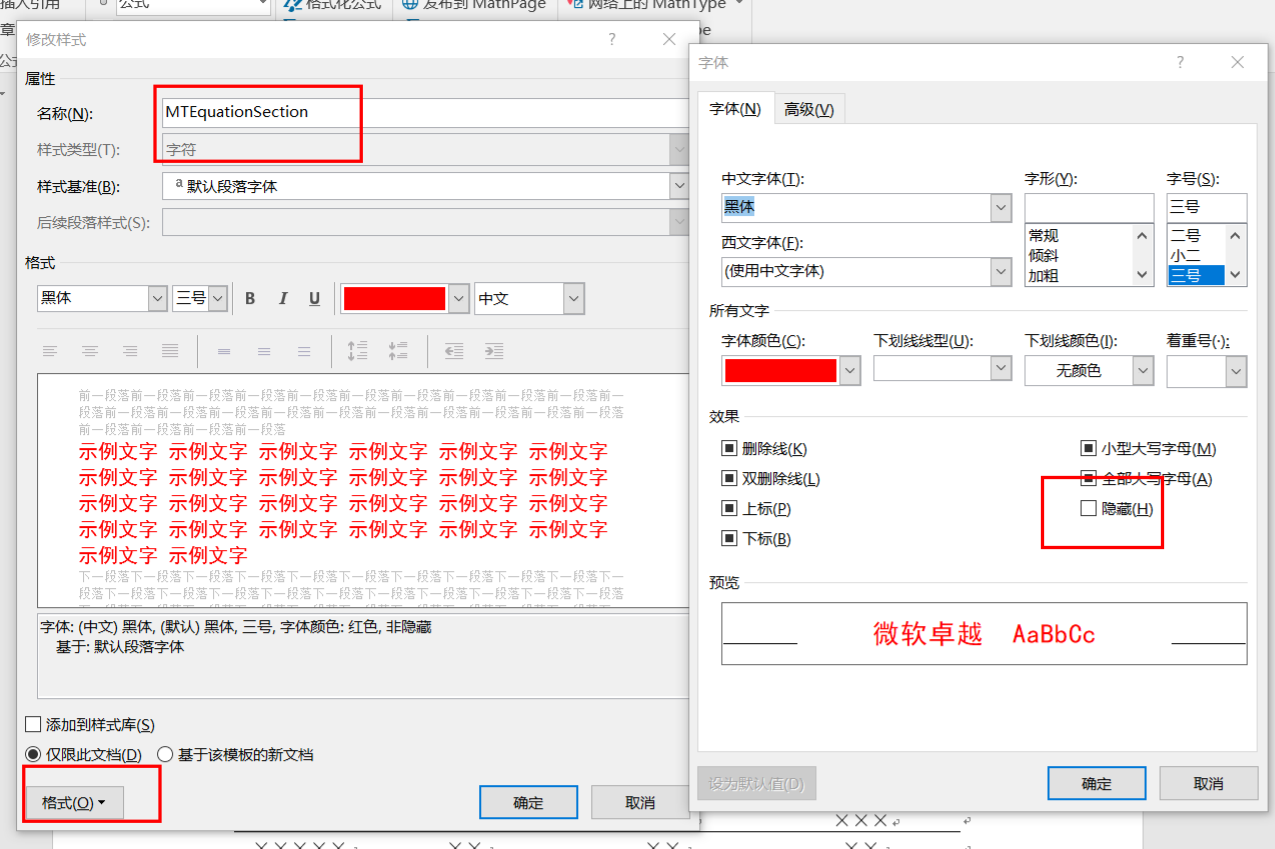 插入引用
公式
格式化公式
发布到 MathPage
网络上的 MathType
章
公式
修改样式
?
属性
名称(N):
MTEquationSection
样式类型(T):
字符
样式基准(B):
a 默认段落字体
后续段落样式(S):
格式
黑体
三号
B I U
中文
前一段落前一段落前一段落前一段落前一段落前一段落前一段落前一段落前一段落前一段落前一
段落前一段落前一段落前一段落前一段落前一段落前一段落前一段落前一段落前一段落前一段落
前一段落前一段落前一段落前一段落
示例文字 示例文字 示例文字 示例文字 示例文字 示例文字
示例文字 示例文字 示例文字 示例文字 示例文字 示例文字
示例文字 示例文字 示例文字 示例文字 示例文字 示例文字
示例文字 示例文字 示例文字 示例文字 示例文字 示例文字
示例文字 示例文字
下一段落下一段落下一段落下一段落下一段落下一段落下一段落下一段落下一段落下一段落下一
段落下一段落下一段落下一段落下一段落下一段落下一段落下一段落下一段落下一段落下一段落
字体: (中文) 黑体, (默认) 黑体, 三号, 字体颜色: 红色, 非隐藏
基于: 默认段落字体
添加到样式库(S)
仅限此文档(D)
基于该模板的新文档
格式(O)
确定
取消
字体
?
字体(N)
高级(V)
中文字体(T):
字形(Y):
字号(S):
黑体
三号
西文字体(F):
常规
二号
倾斜
小二
(使用中文字体)
加粗
三号
所有文字
字体颜色(C):
下划线线型(U):
下划线颜色(I):
着重号(·):
无颜色
效果
删除线(K)
小型大写字母(M)
双删除线(L)
全部大写字母(A)
上标(P)
隐藏(H)
下标(B)
预览
微软卓越 AaBbCc
设为默认值(D)
确定
取消
×××
×××××
××
××
××